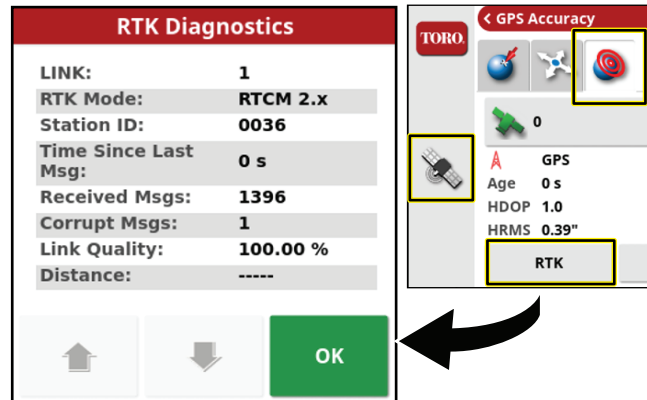 RTK Diagnostics
LINK: 1
RTK Mode: RTCM 2.x
Station ID: 0036
Time Since Last
Msg: 0 s
Received Msgs: 1396
Corrupt Msgs: 1
Link Quality: 100.00 %
Distance: -----
OK
TORO.
< GPS Accuracy
0
GPS
Age 0 s
HDOP 1.0
HRMS 0.39"
RTK